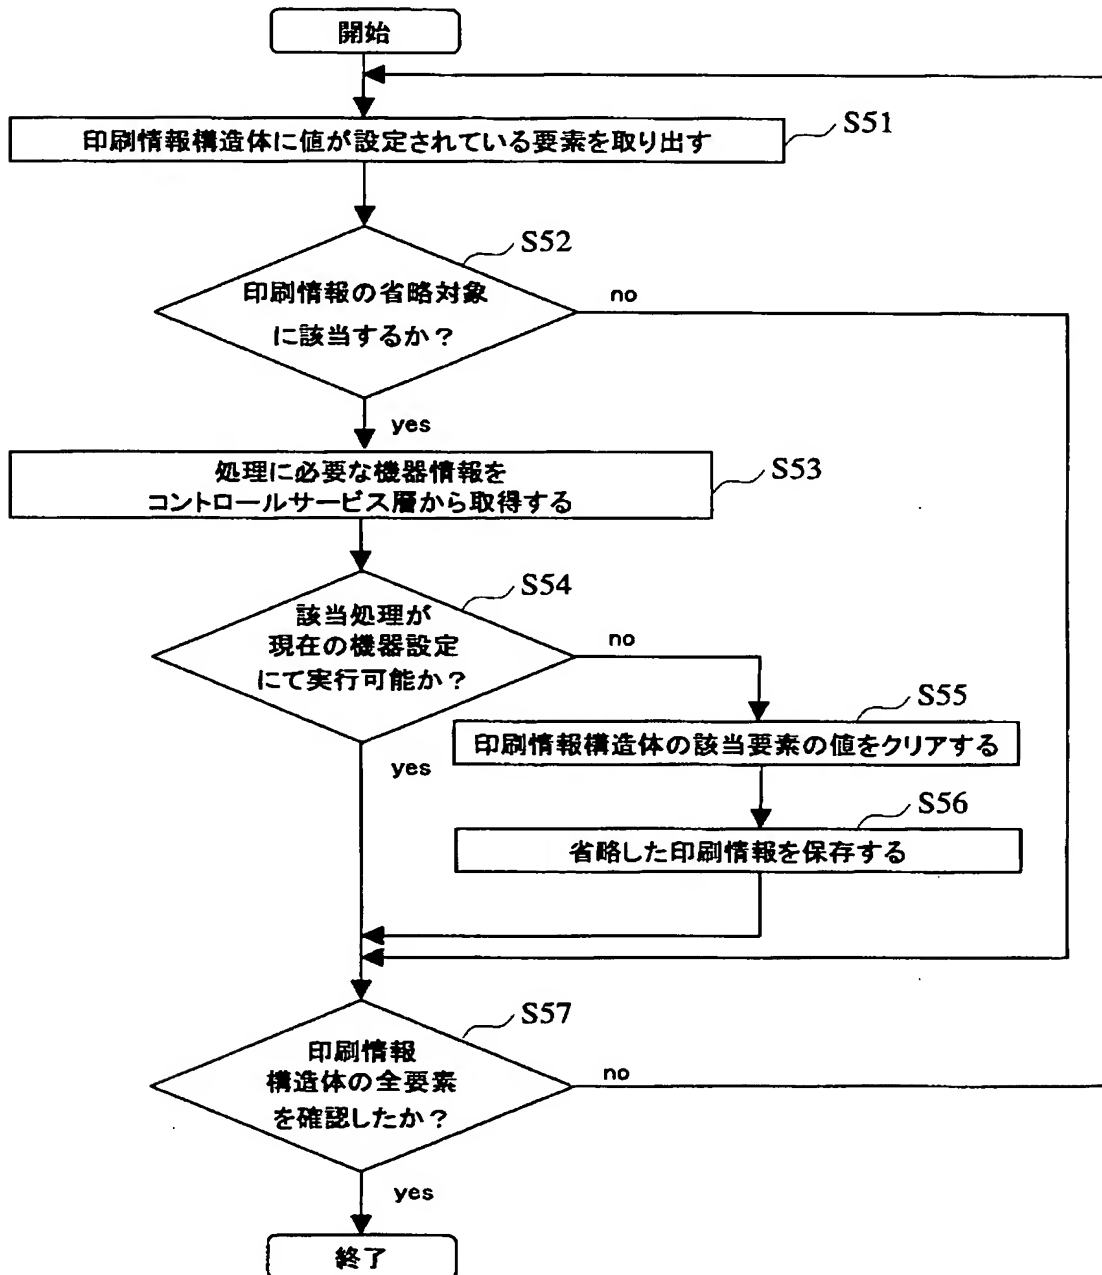 開始
印刷情報構造体に値が設定されている要素を取り出す
S51
S52
印刷情報の省略対象
に該当するか？
no
yes
処理に必要な機器情報を
コントロールサービス層から取得する
S53
S54
該当処理が
現在の機器設定
にて実行可能か？
no
yes
S55
印刷情報構造体の該当要素の値をクリアする
S56
省略した印刷情報を保存する
S57
印刷情報
構造体の全要素
を確認したか？
no
yes
終了